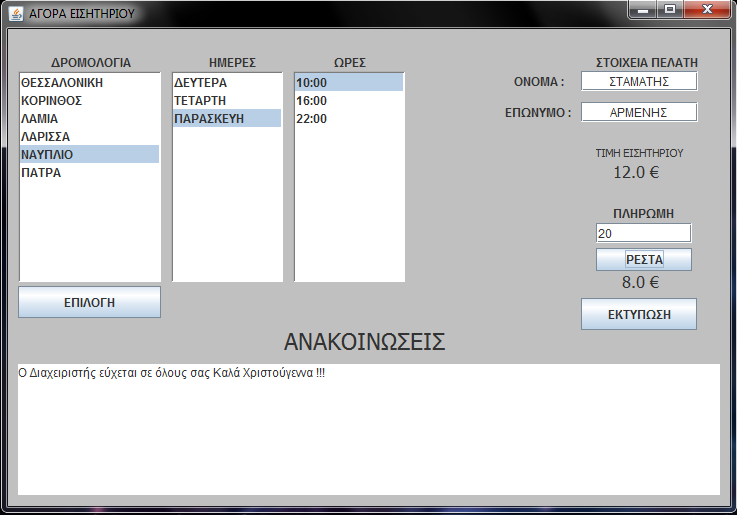 ΑΓΟΡΑ ΕΙΣΗΤΗΡΙΟΥ
ΔΡΟΜΟΛΟΓΙΑ
ΘΕΣΣΑΛΟΝΙΚΗ
ΚΟΡΙΝΘΟΣ
ΛΑΜΙΑ
ΛΑΡΙΣΣΑ
ΝΑΥΠΛΙΟ
ΠΑΤΡΑ
ΕΠΙΛΟΓΗ
ΗΜΕΡΕΣ
ΔΕΥΤΕΡΑ
ΤΕΤΑΡΤΗ
ΠΑΡΑΣΚΕΥΗ
ΩΡΕΣ
10:00
16:00
22:00
ΣΤΟΙΧΕΙΑ ΠΕΛΑΤΗ
ΟΝΟΜΑ : ΣΤΑΜΑΤΗΣ
ΕΠΩΝΥΜΟ : ΑΡΜΕΝΗΣ
ΤΙΜΗ ΕΙΣΗΤΗΡΙΟΥ
12.0 €
ΠΛΗΡΩΜΗ
20
ΡΕΣΤΑ
8.0 €
ΕΚΤΥΠΩΣΗ
ΑΝΑΚΟΙΝΩΣΕΙΣ
Ο Διαχειριστής εύχεται σε όλους σας Καλά Χριστούγεννα !!!